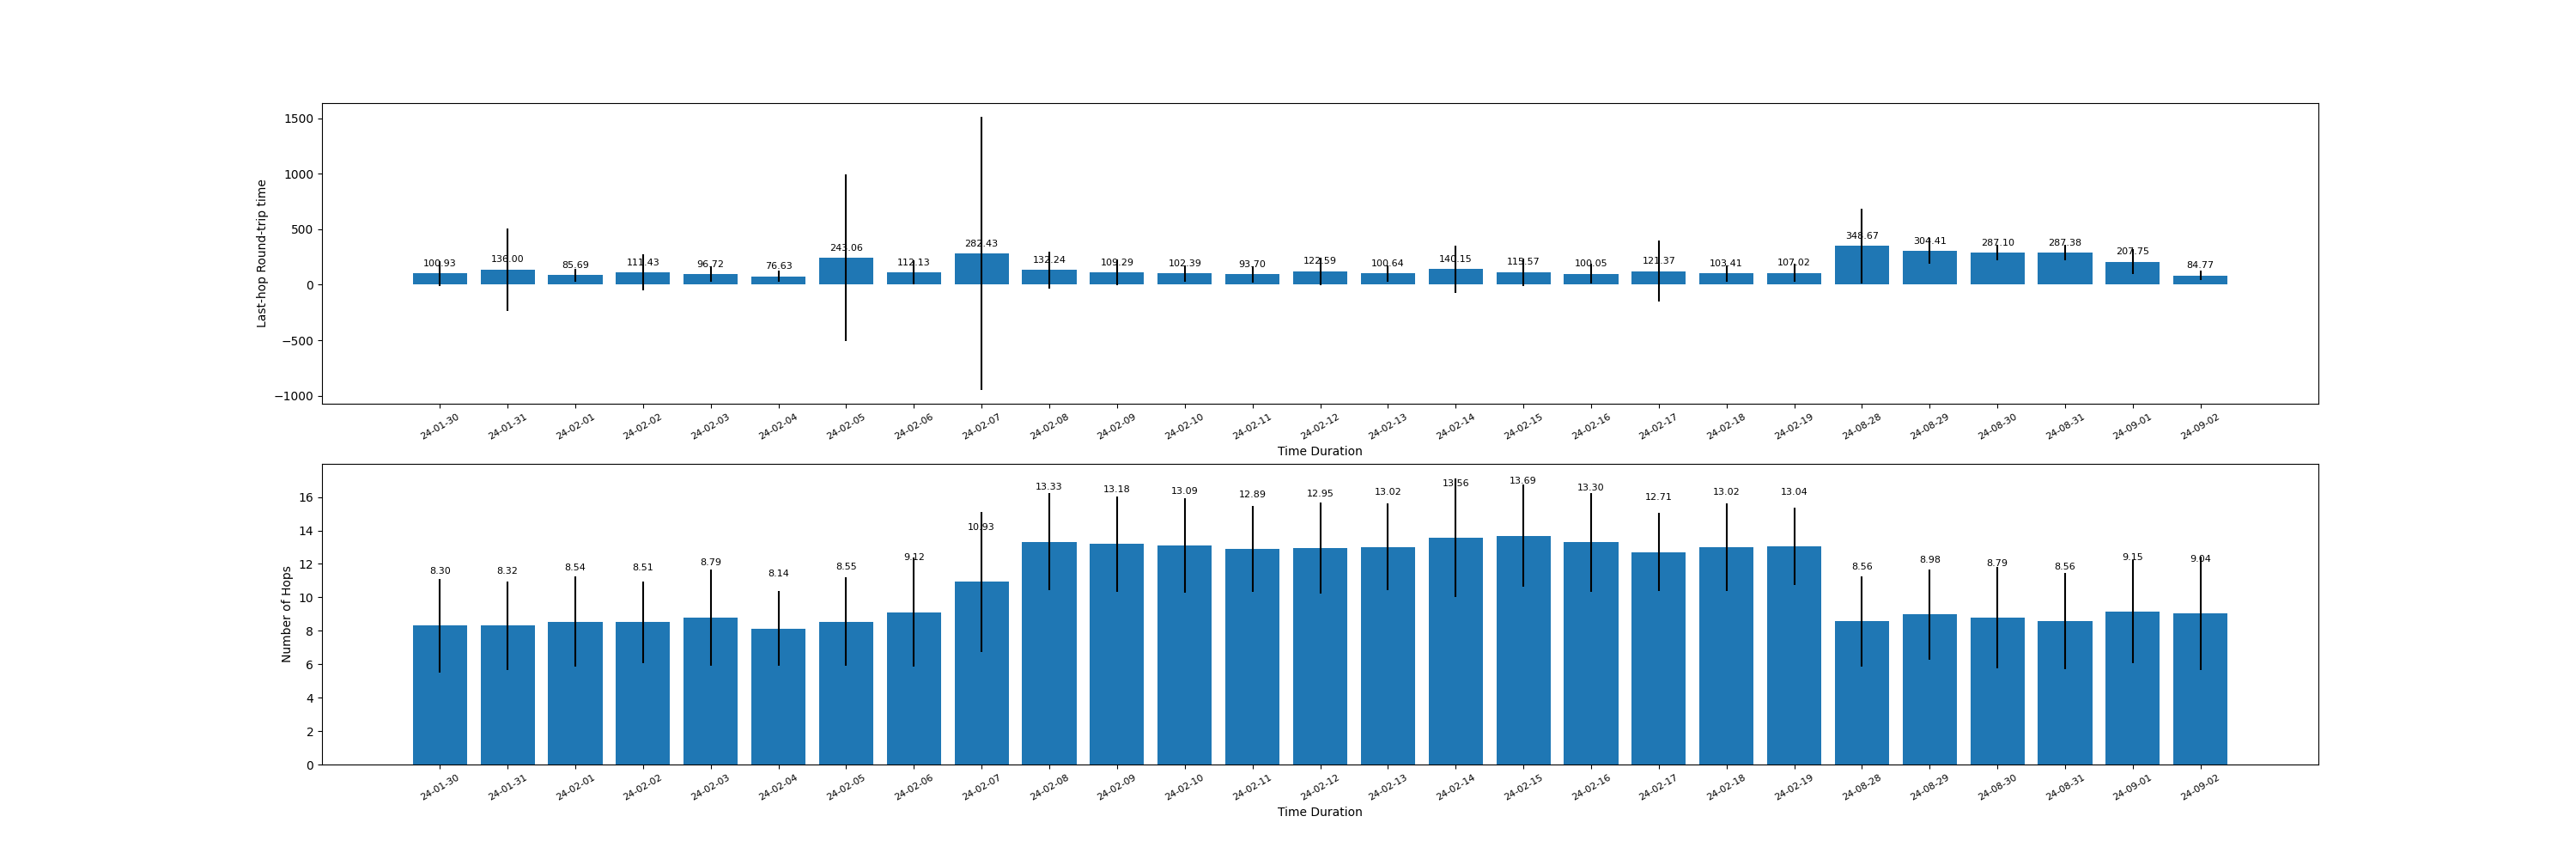 1500
1000
500
0
−500
−1000
Last-hop Round-trip time
100.93 136.00 85.69 111.43 96.72 76.63 243.06 112.13 282.43 132.24 109.29 102.39 93.70 122.59 100.64 140.15 115.57 100.05 121.37 103.41 107.02 348.67 304.41 287.10 287.38 207.75 84.77
24-01-30 24-01-31 24-02-01 24-02-02 24-02-03 24-02-04 24-02-05 24-02-06 24-02-07 24-02-08 24-02-09 24-02-10 24-02-11 24-02-12 24-02-13 24-02-14 24-02-15 24-02-16 24-02-17 24-02-18 24-02-19 24-08-28 24-08-29 24-08-30 24-08-31 24-09-01 24-09-02
Time Duration
16
14
12
10
8
6
4
2
0
Number of Hops
8.30 8.32 8.54 8.51 8.79 8.14 8.55 9.12 10.93 13.33 13.18 13.09 12.89 12.95 13.02 13.56 13.69 13.30 12.71 13.02 13.04 8.56 8.98 8.79 8.56 9.15 9.04
24-01-30 24-01-31 24-02-01 24-02-02 24-02-03 24-02-04 24-02-05 24-02-06 24-02-07 24-02-08 24-02-09 24-02-10 24-02-11 24-02-12 24-02-13 24-02-14 24-02-15 24-02-16 24-02-17 24-02-18 24-02-19 24-08-28 24-08-29 24-08-30 24-08-31 24-09-01 24-09-02
Time Duration